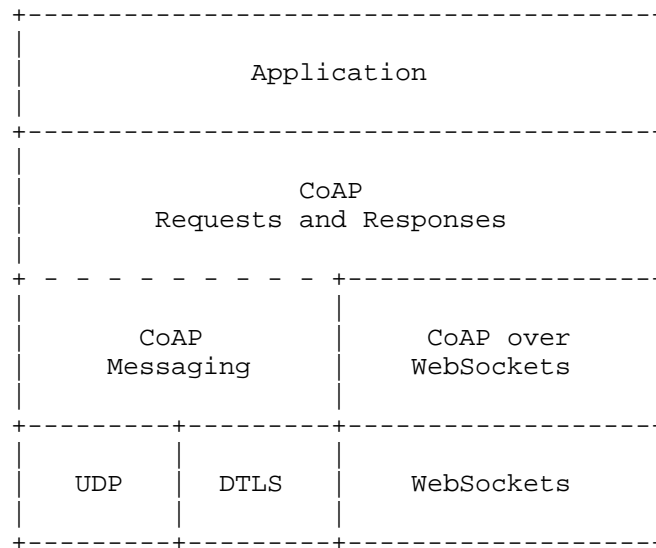 Application
CoAP
Requests and Responses
CoAP
Messaging
CoAP over
WebSockets
UDP
DTLS
WebSockets